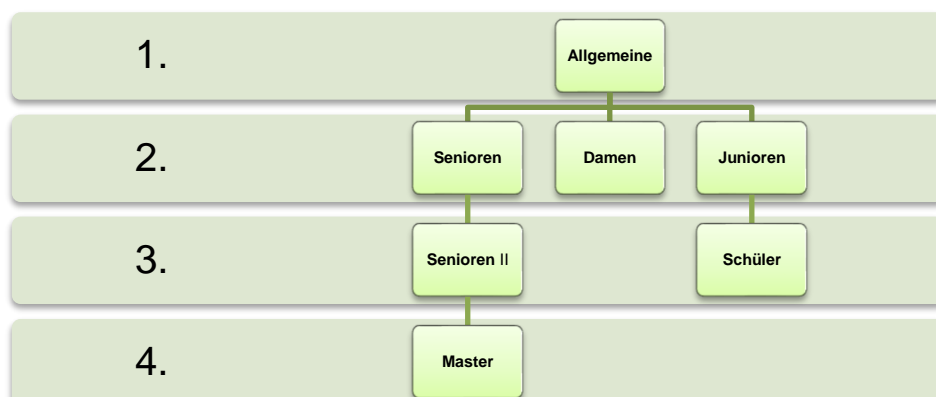 1.
Allgemeine
2.
Senioren
Damen
Junioren
3.
Senioren II
Schüler
4.
Master